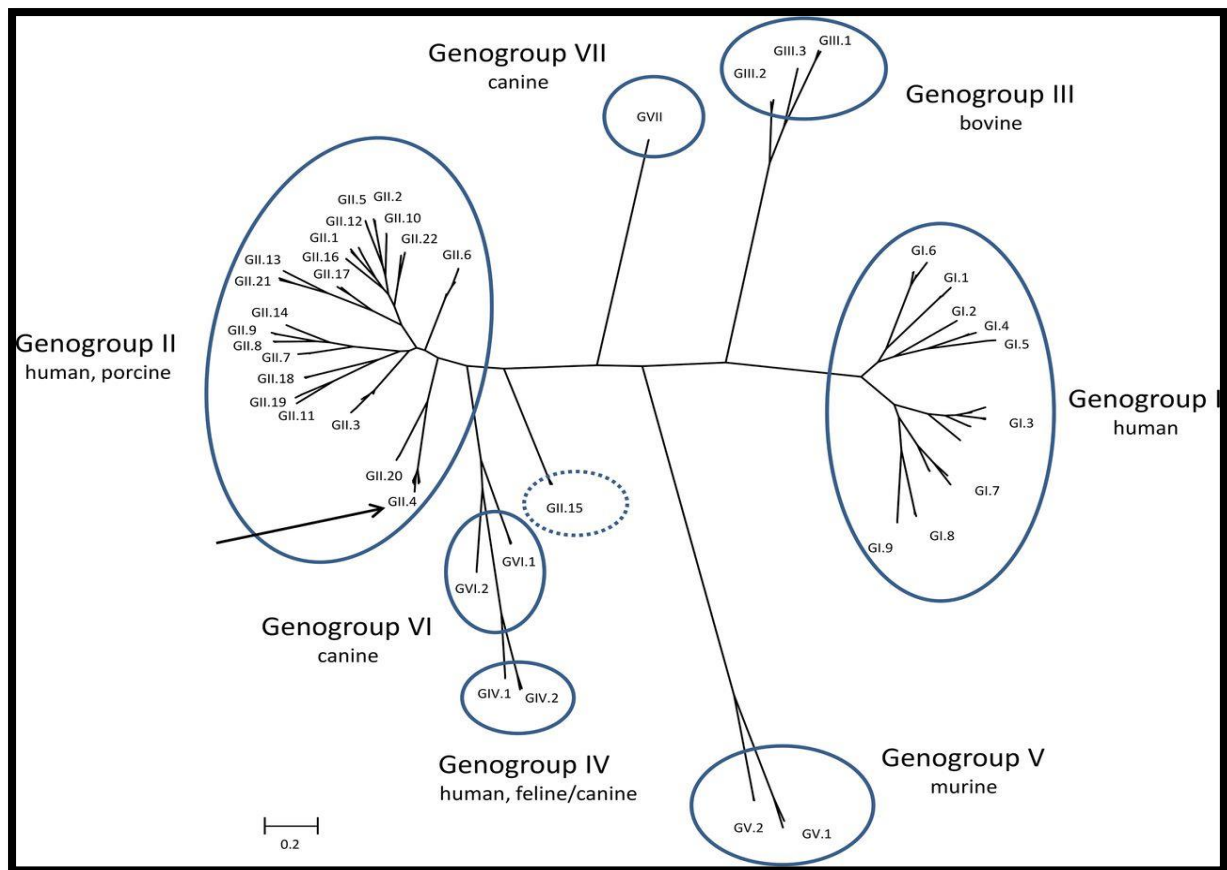 Genogroup VII
canine
GVII
GIII.1
GIII.3
GIII.2
Genogroup III
bovine
GII.5
GII.2
GII.12
GII.10
GII.1
GII.22
GII.16
GII.6
GII.13
GII.17
GII.21
GII.14
GII.9
GII.8
GII.7
GII.18
GII.19
GII.11
GII.3
GII.20
GII.4
Genogroup II
human, porcine
GI.6
GI.1
GI.2
GI.4
GI.5
GI.3
GI.7
GI.8
GI.9
Genogroup I
human
GII.15
GVI.1
GVI.2
Genogroup VI
canine
GIV.1
GIV.2
Genogroup IV
human, feline/canine
Genogroup V
murine
GV.2
GV.1
0.2